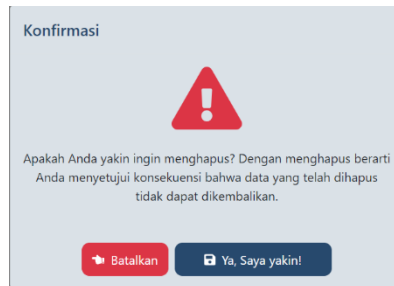 Konfirmasi
Apakah Anda yakin ingin menghapus? Dengan menghapus berarti
Anda menyetujui konsekuensi bahwa data yang telah dihapus
tidak dapat dikembalikan.
Batalkan
Ya, Saya yakin!